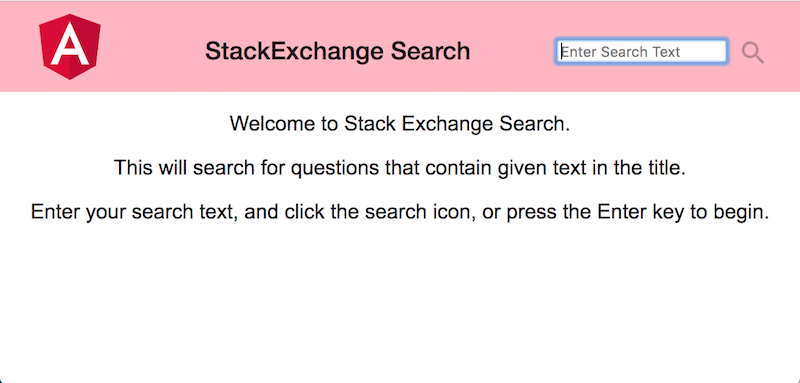 StackExchange Search
Enter Search Text
Welcome to Stack Exchange Search.
This will search for questions that contain given text in the title.
Enter your search text, and click the search icon, or press the Enter key to begin.